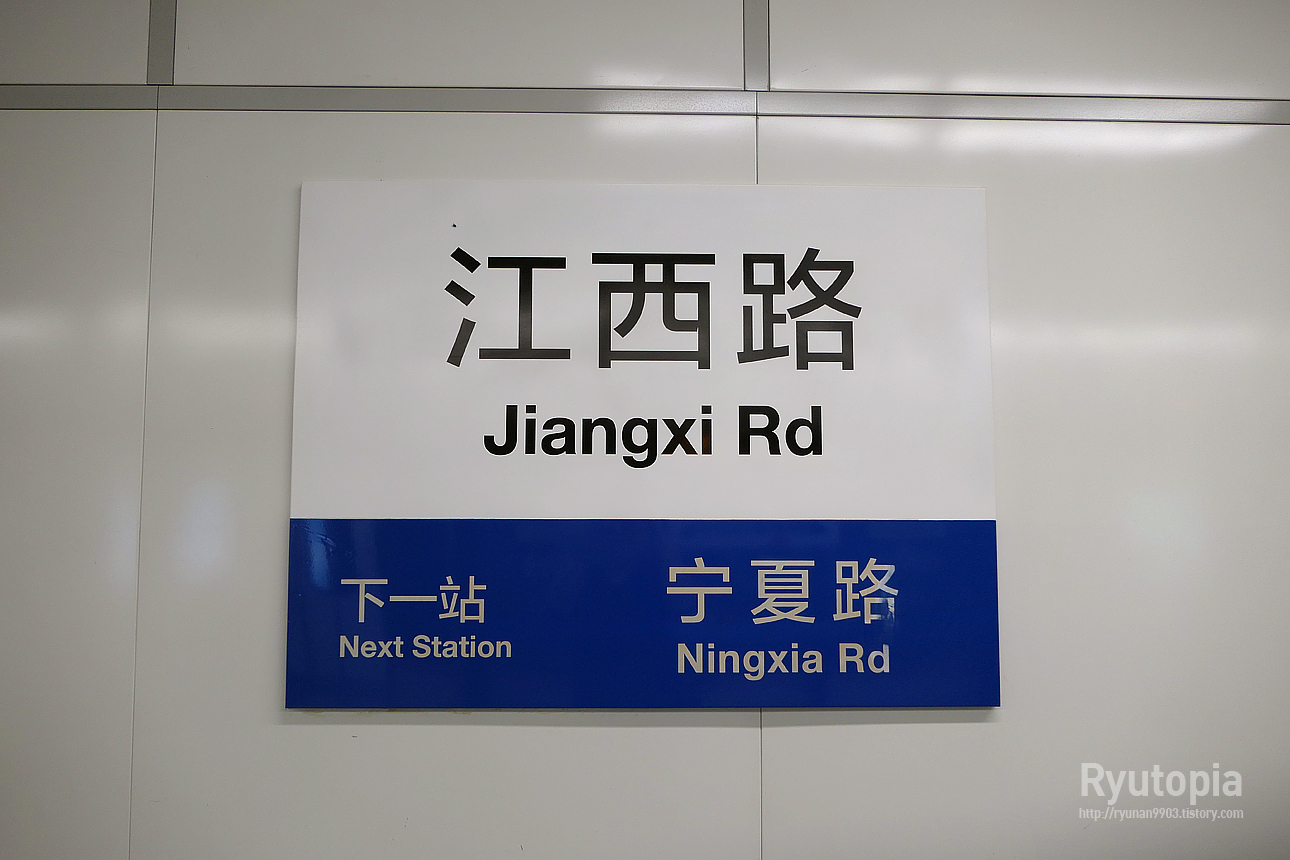 江西路
Jiangxi Rd
下一站
Next Station
宁夏路
Ningxia Rd
Ryutopia
http://ryunan9903.tistory.com